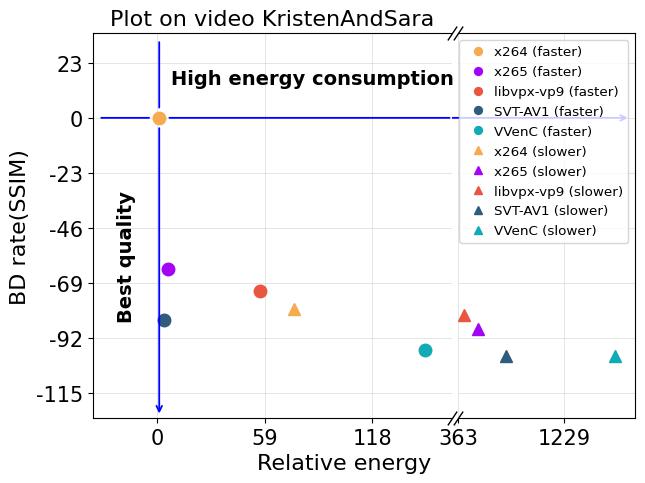 Plot on video KristenAndSara
High energy consumption
x264 (faster)
x265 (faster)
libvpx-vp9 (faster)
SVT-AV1 (faster)
VVenC (faster)
x264 (slower)
x265 (slower)
libvpx-vp9 (slower)
SVT-AV1 (slower)
VVenC (slower)
BD rate(SSIM)
23
0
-23
-46
-69
-92
-115
Best quality
0 59 118 363 1229
Relative energy